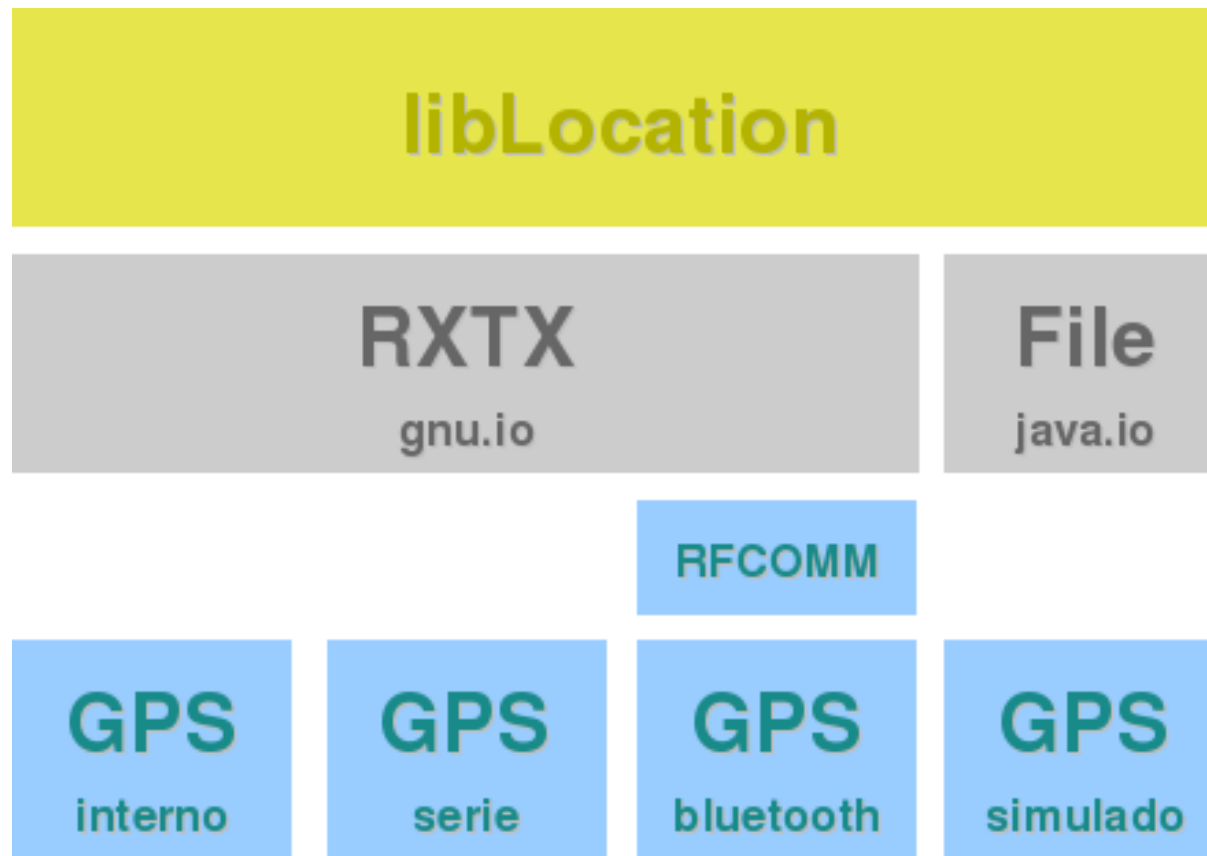 libLocation
RXTX
gnu.io
File
java.io
RFCOMM
GPS
interno
GPS
serie
GPS
bluetooth
GPS
simulado